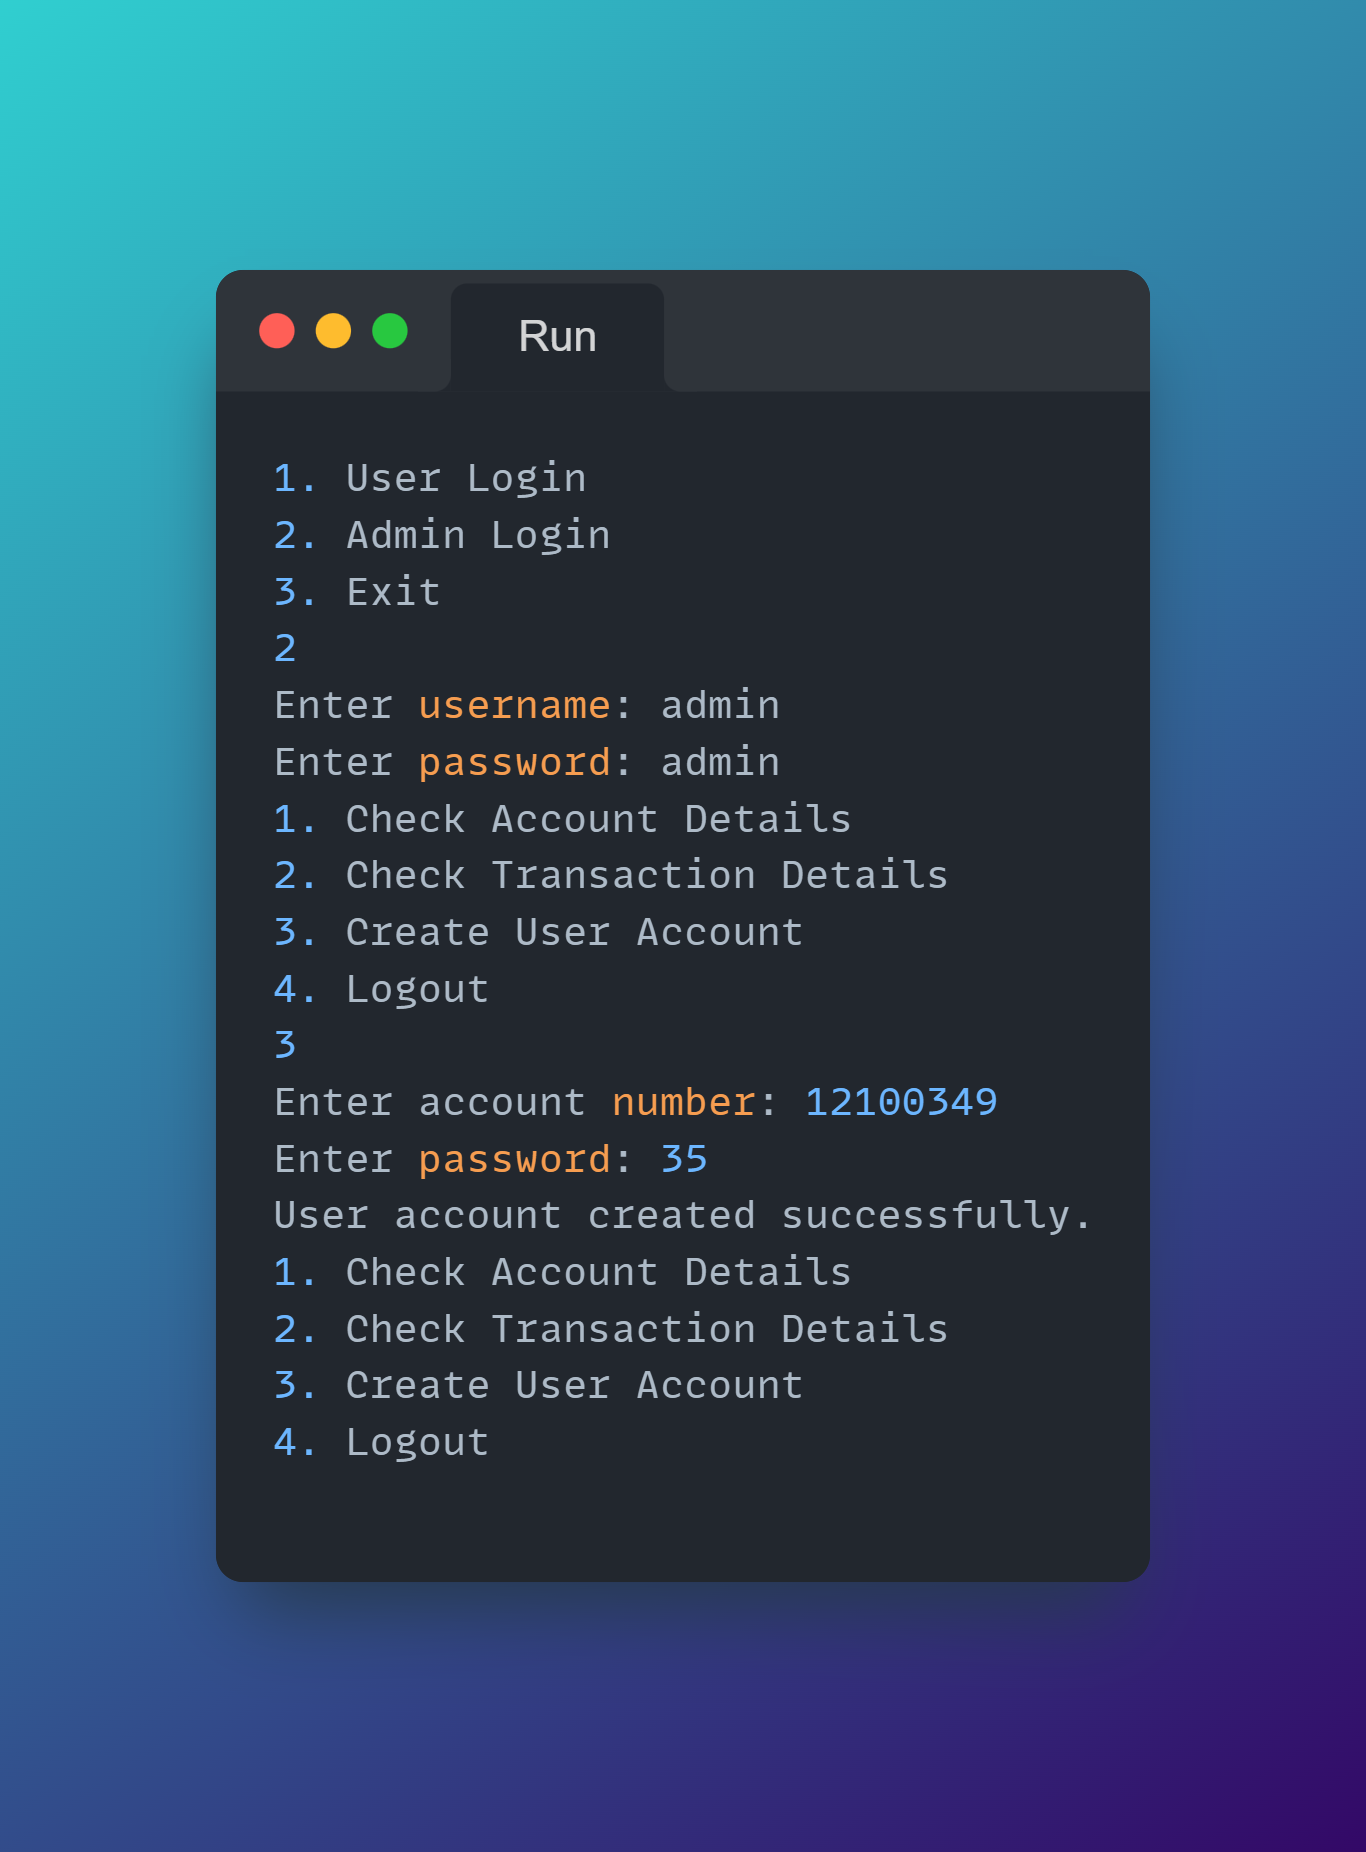 Run
1. User Login
2. Admin Login
3. Exit
2
Enter username: admin
Enter password: admin
1. Check Account Details
2. Check Transaction Details
3. Create User Account
4. Logout
3
Enter account number: 12100349
Enter password: 35
User account created successfully.
1. Check Account Details
2. Check Transaction Details
3. Create User Account
4. Logout